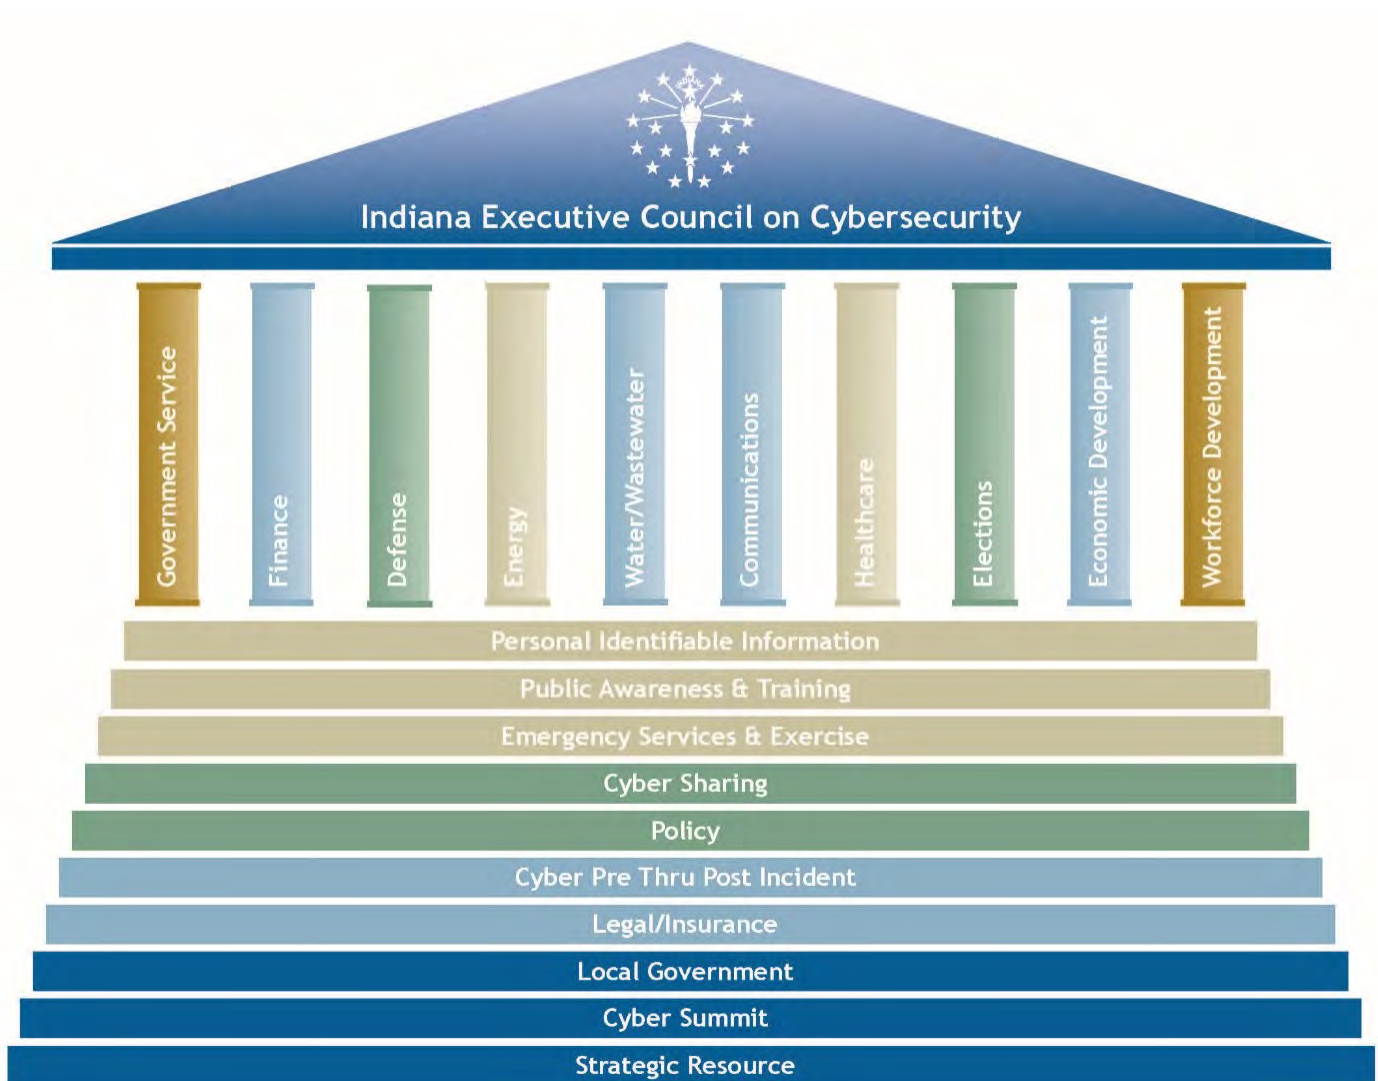 INDIANA
Indiana Executive Council on Cybersecurity
Government Service
Finance
Defense
Energy
Water/Wastewater
Communications
Healthcare
Elections
Economic Development
Workforce Development
Personal Identifiable Information
Public Awareness & Training
Emergency Services & Exercise
Cyber Sharing
Policy
Cyber Pre Thru Post Incident
Legal/Insurance
Local Government
Cyber Summit
Strategic Resource